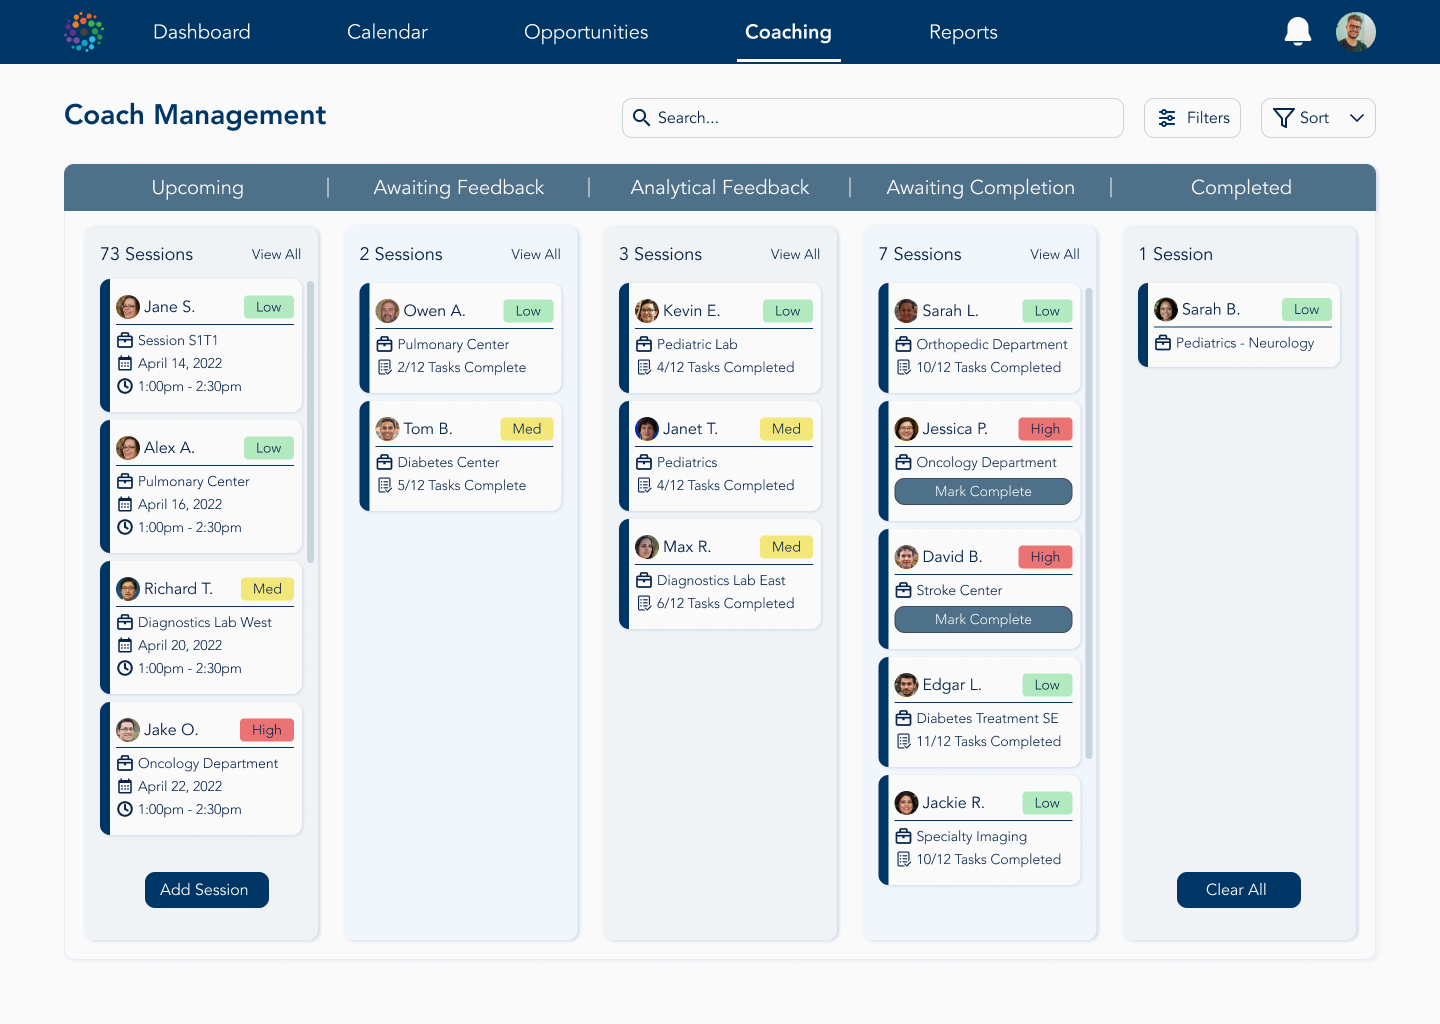 Dashboard
Calendar
Opportunities
Coaching
Reports
Coach Management
Search...
Filters
Sort
Upcoming | Awaiting Feedback | Analytical Feedback | Awaiting Completion | Completed
73 Sessions View All
Jane S. Low
Session S1T1
April 14, 2022
1:00pm - 2:30pm
Alex A. Low
Pulmonary Center
April 16, 2022
1:00pm - 2:30pm
Richard T. Med
Diagnostics Lab West
April 20, 2022
1:00pm - 2:30pm
Jake O. High
Oncology Department
April 22, 2022
1:00pm - 2:30pm
Add Session
2 Sessions View All
Owen A. Low
Pulmonary Center
2/12 Tasks Complete
Tom B. Med
Diabetes Center
5/12 Tasks Complete
3 Sessions View All
Kevin E. Low
Pediatric Lab
4/12 Tasks Completed
Janet T. Med
Pediatrics
4/12 Tasks Completed
Max R. Med
Diagnostics Lab East
6/12 Tasks Completed
7 Sessions View All
Sarah L. Low
Orthopedic Department
10/12 Tasks Completed
Jessica P. High
Oncology Department
Mark Complete
David B. High
Stroke Center
Mark Complete
Edgar L. Low
Diabetes Treatment SE
11/12 Tasks Completed
Jackie R. Low
Specialty Imaging
10/12 Tasks Completed
1 Session
Sarah B. Low
Pediatrics - Neurology
Clear All